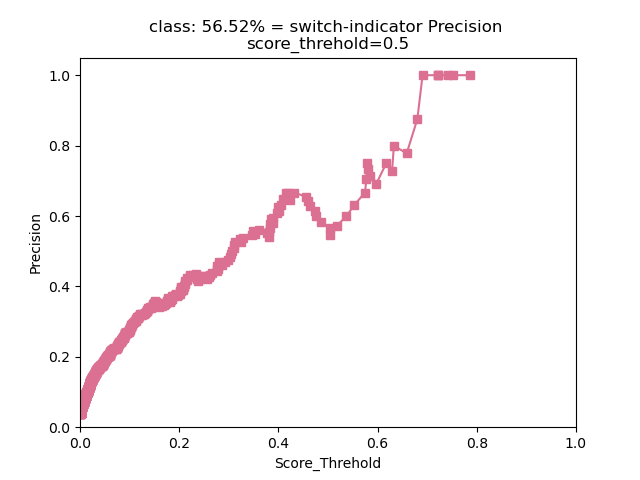 class: 56.52% = switch-indicator Precision
score_threhold=0.5
1.0
0.8
0.6
0.4
0.2
0.0
Precision
0.0 0.2 0.4 0.6 0.8 1.0
Score_Threhold